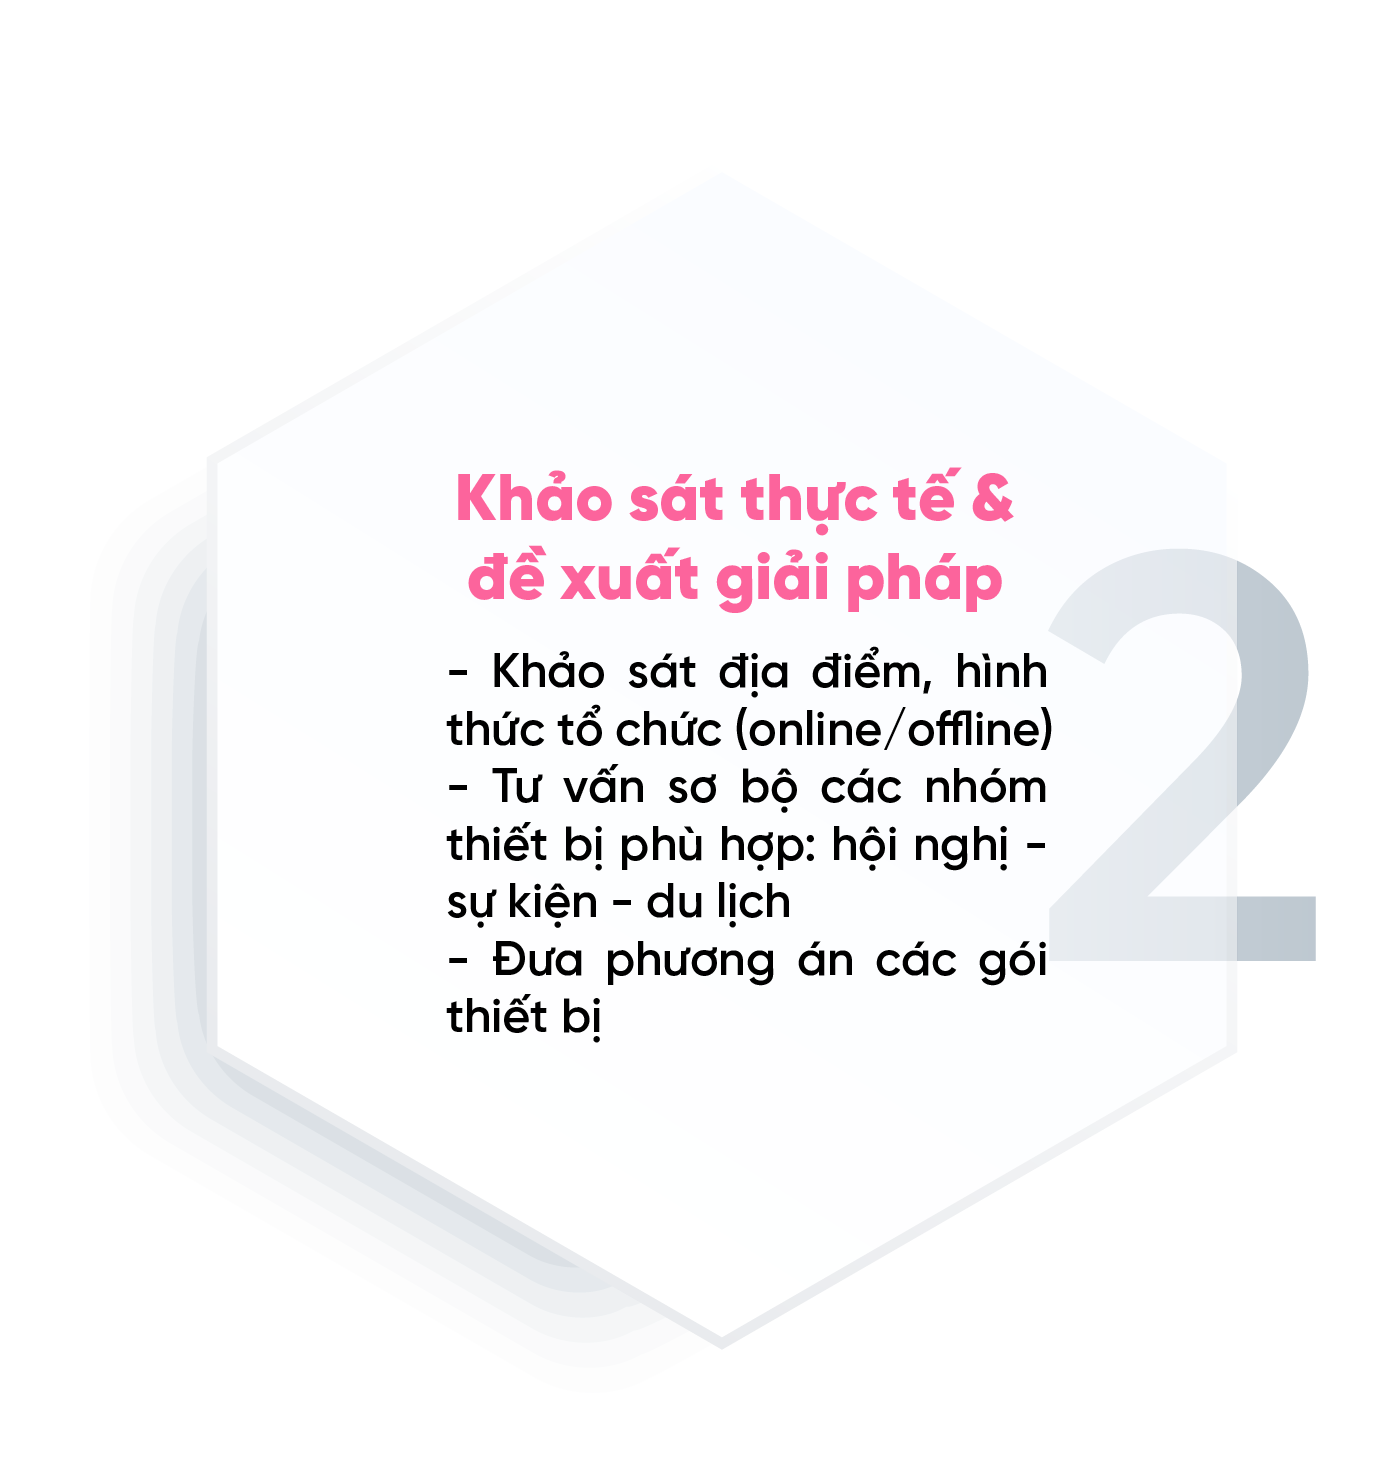 Khảo sát thực tế &
đề xuất giải pháp
- Khảo sát địa điểm, hình
thức tổ chức (online/offline)
- Tư vấn sơ bộ các nhóm
thiết bị phù hợp: hội nghị -
sự kiện - du lịch
- Đưa phương án các gói
thiết bị
2